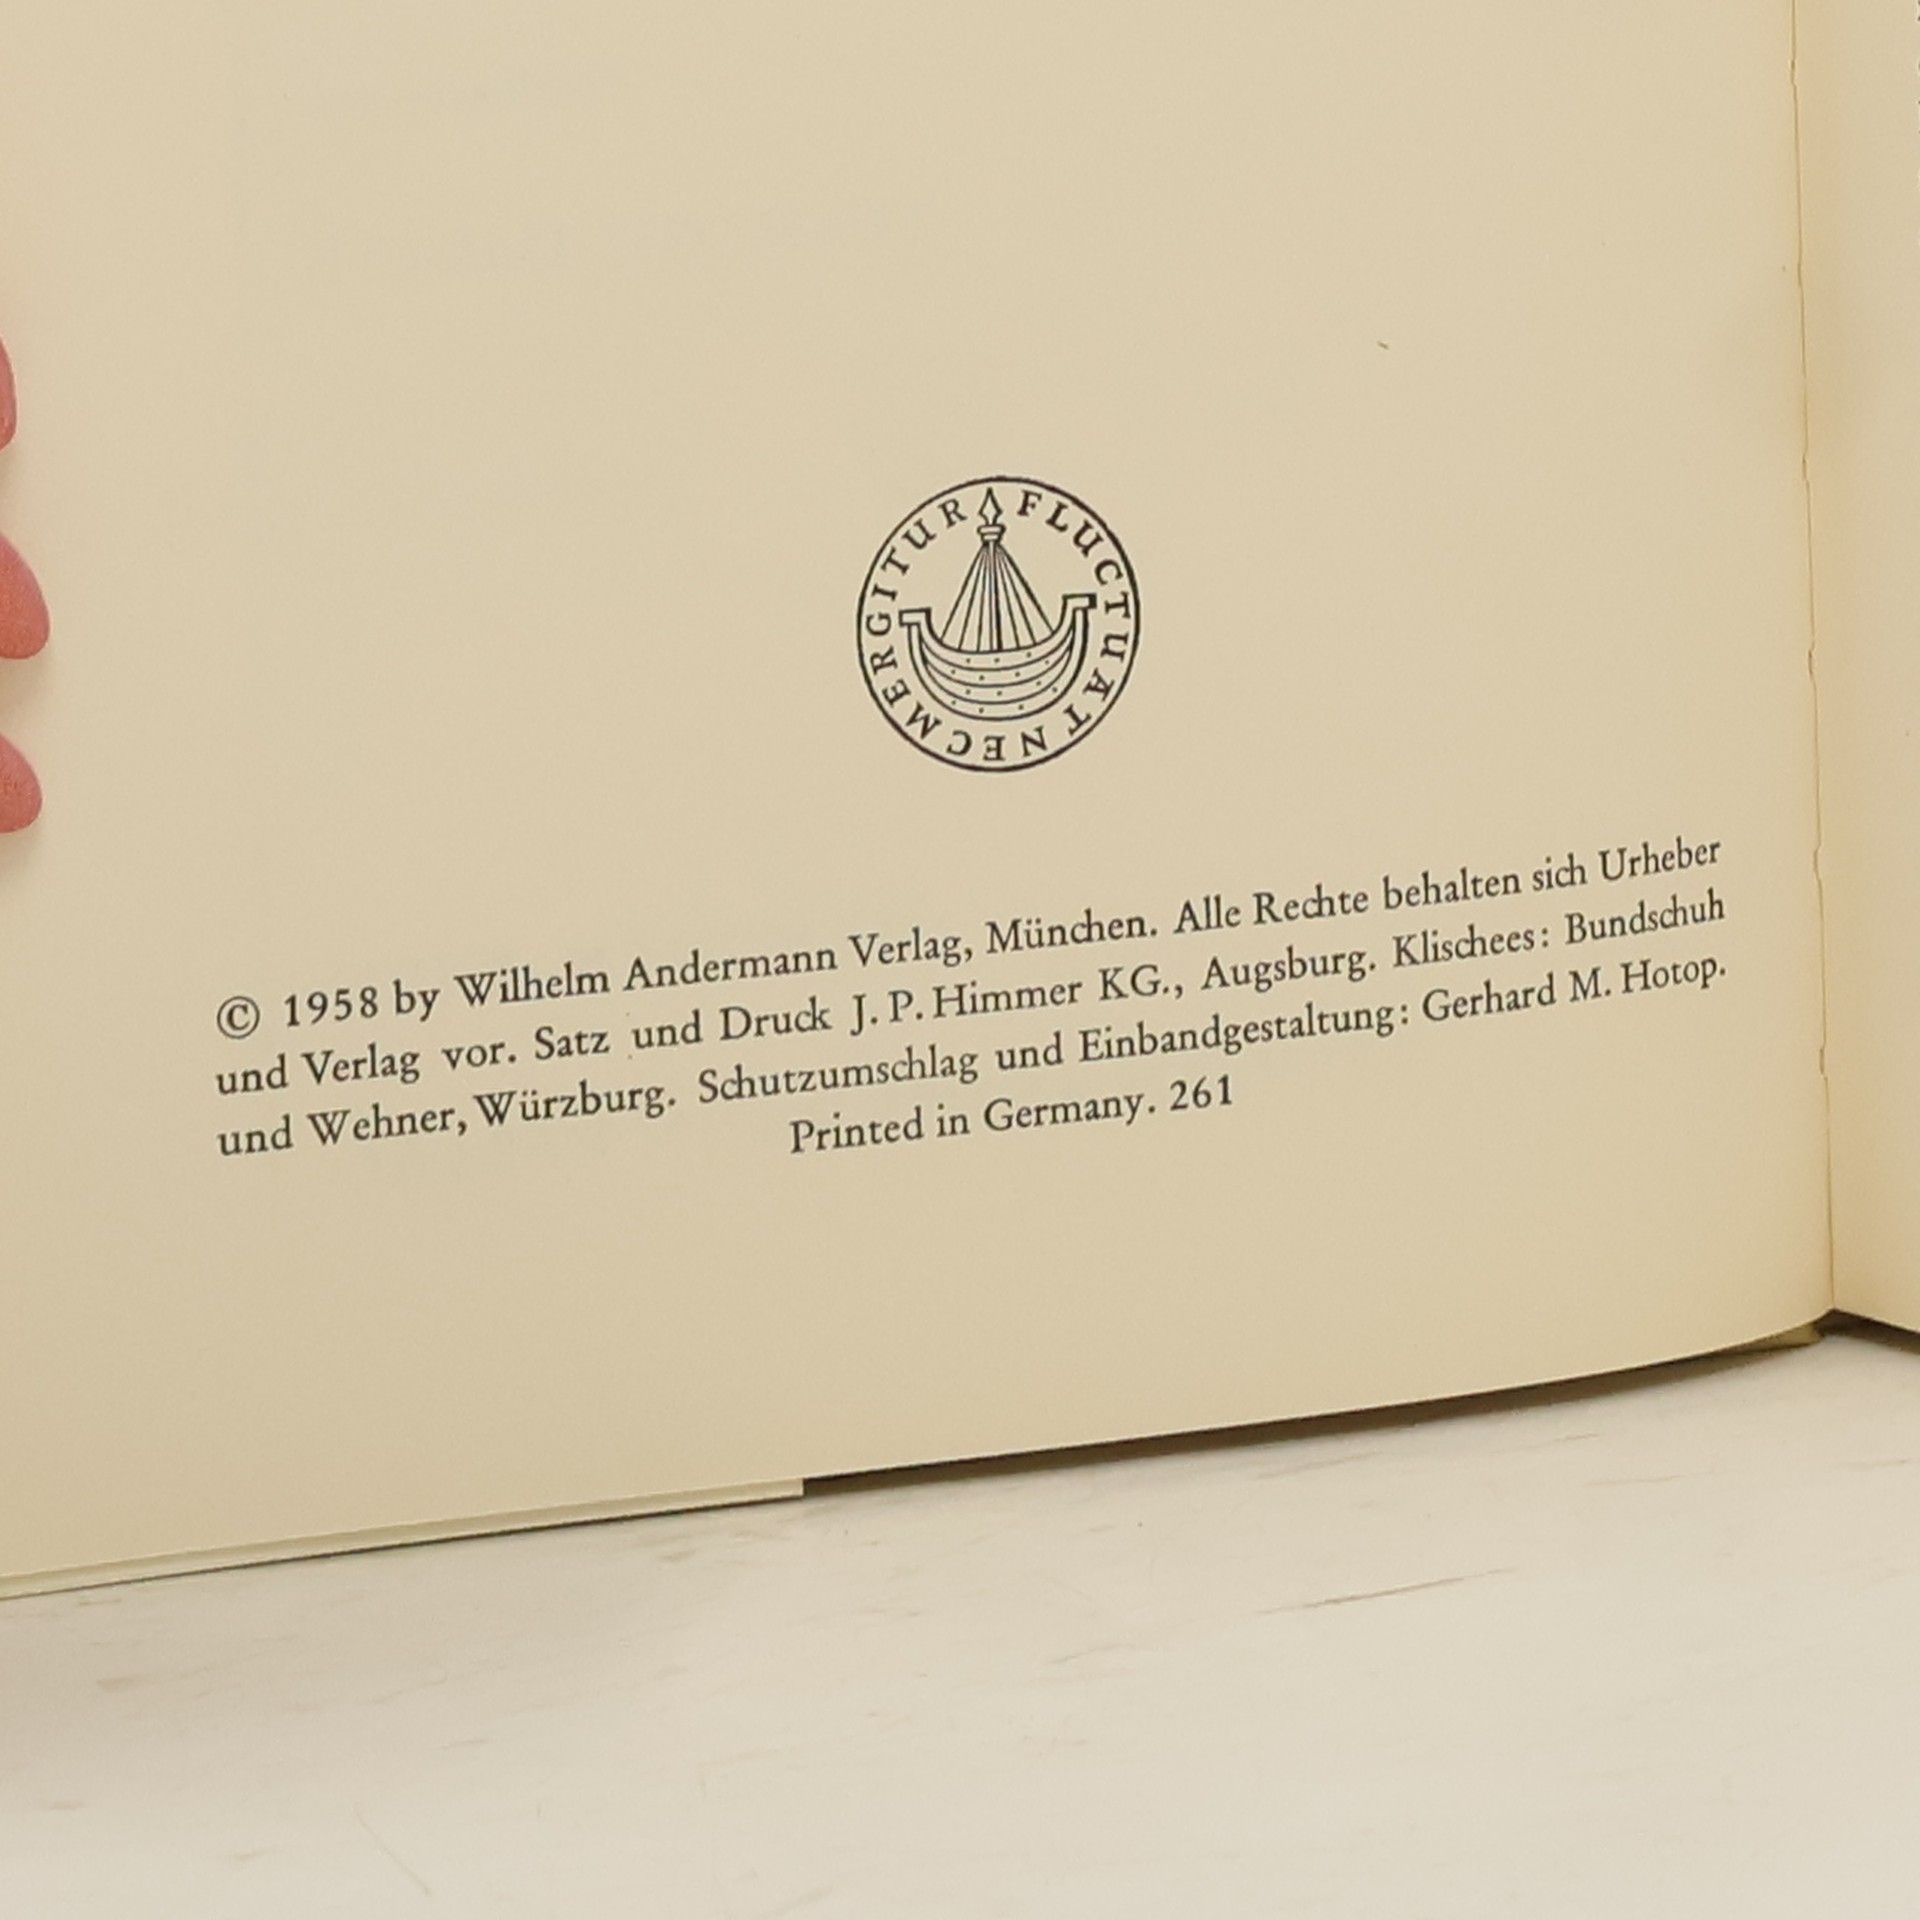 FLUCTUAT NEC MERGITUR
© 1958 by Wilhelm Andermann Verlag, München. Alle Rechte behalten sich Urheber
und Verlag vor. Satz und Druck J. P. Himmer KG., Augsburg. Klischees: Bundschuh
und Wehner, Würzburg. Schutzumschlag und Einbandgestaltung: Gerhard M. Hotop.
Printed in Germany. 261